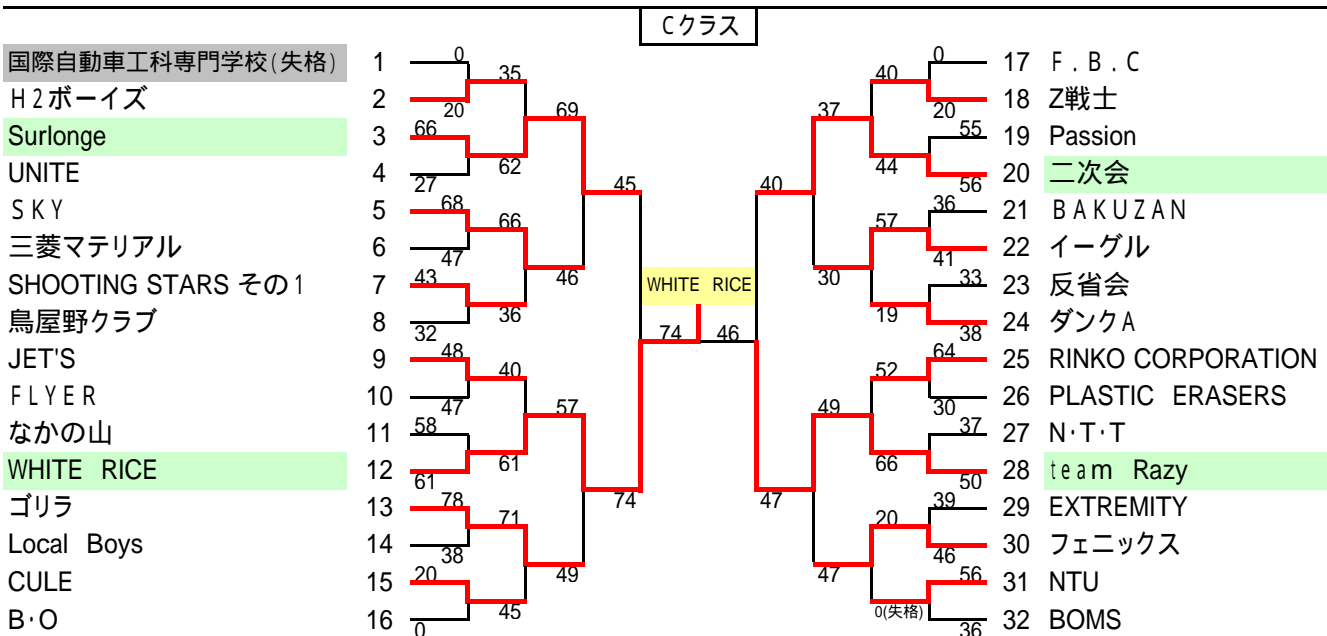 Cクラス
国際自動車工科専門学校(失格) 1 0 0 17 F.B.C
35 40
H2ボーイズ 2 20 69 37 20 18 Z戦士
Surlonge 3 66 55 19 Passion
62 44
UNITE 4 27 45 40 56 20 二次会
SKY 5 68 36 21 BAKUZAN
66 57
三菱マテリアル 6 47 41 22 イーグル
SHOOTING STARS その1 7 43 46 WHITE RICE 30 33 23 反省会
36 19
鳥屋野クラブ 8 32 74 46 38 24 ダンクA
JET'S 9 48 64 25 RINKO CORPORATION
40 52
FLYER 10 47 57 49 30 26 PLASTIC ERASERS
なかの山 11 58 37 27 N・T・T
61 66
WHITE RICE 12 61 50 28 team Razy
ゴリラ 13 78 74 47 39 29 EXTREMITY
71 20
Local Boys 14 38 46 30 フェニックス
CULE 15 20 49 47 56 31 NTU
45 0(失格)
B・O 16 0 36 32 BOMS